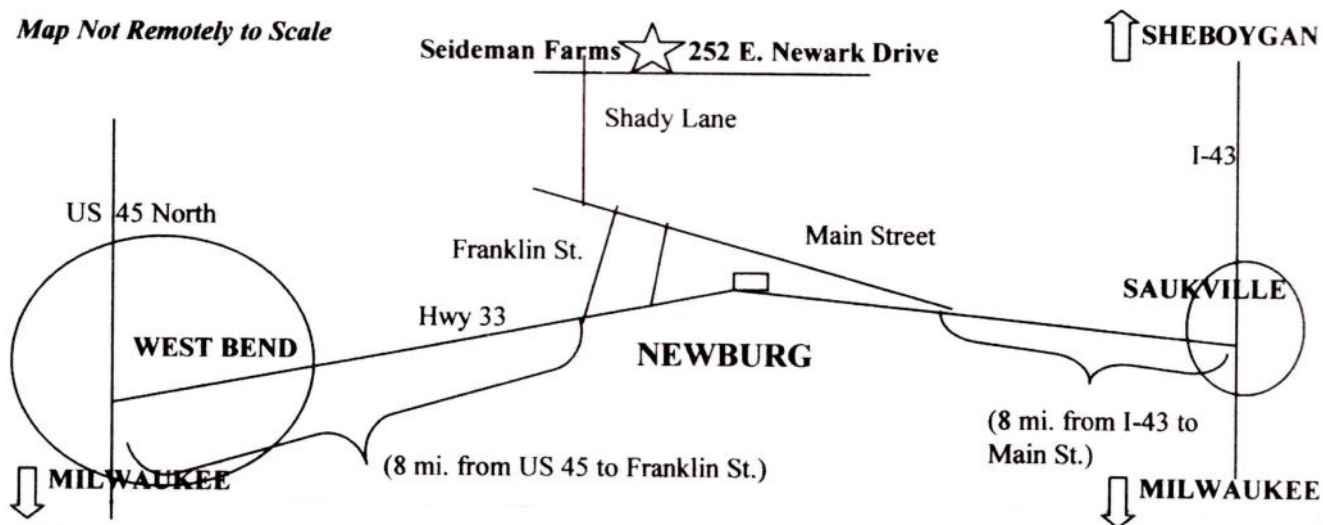 Map Not Remotely to Scale
Seideman Farms 252 E. Newark Drive
SHEBOYGAN
Shady Lane
I-43
US 45 North
Franklin St.
Main Street
SAUKVILLE
Hwy 33
WEST BEND
NEWBURG
(8 mi. from I-43 to
Main St.)
(8 mi. from US 45 to Franklin St.)
MILWAUKEE
MILWAUKEE